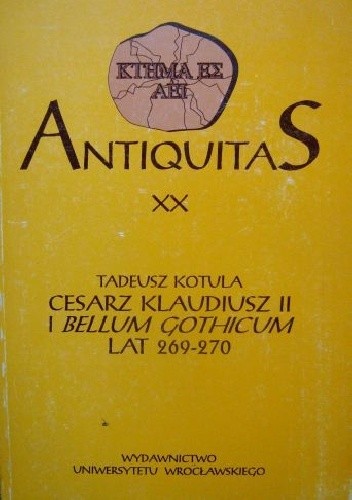 ΚΤΗΜΑ ΕΣ
ΑΕΙ
ANTIQUITAS
XX
TADEUSZ KOTULA
CESARZ KLAUDIUSZ II
I BELLUM GOTHICUM
LAT 269-270
WYDAWNICTWO
UNIWERSYTETU WROCŁAWSKIEGO